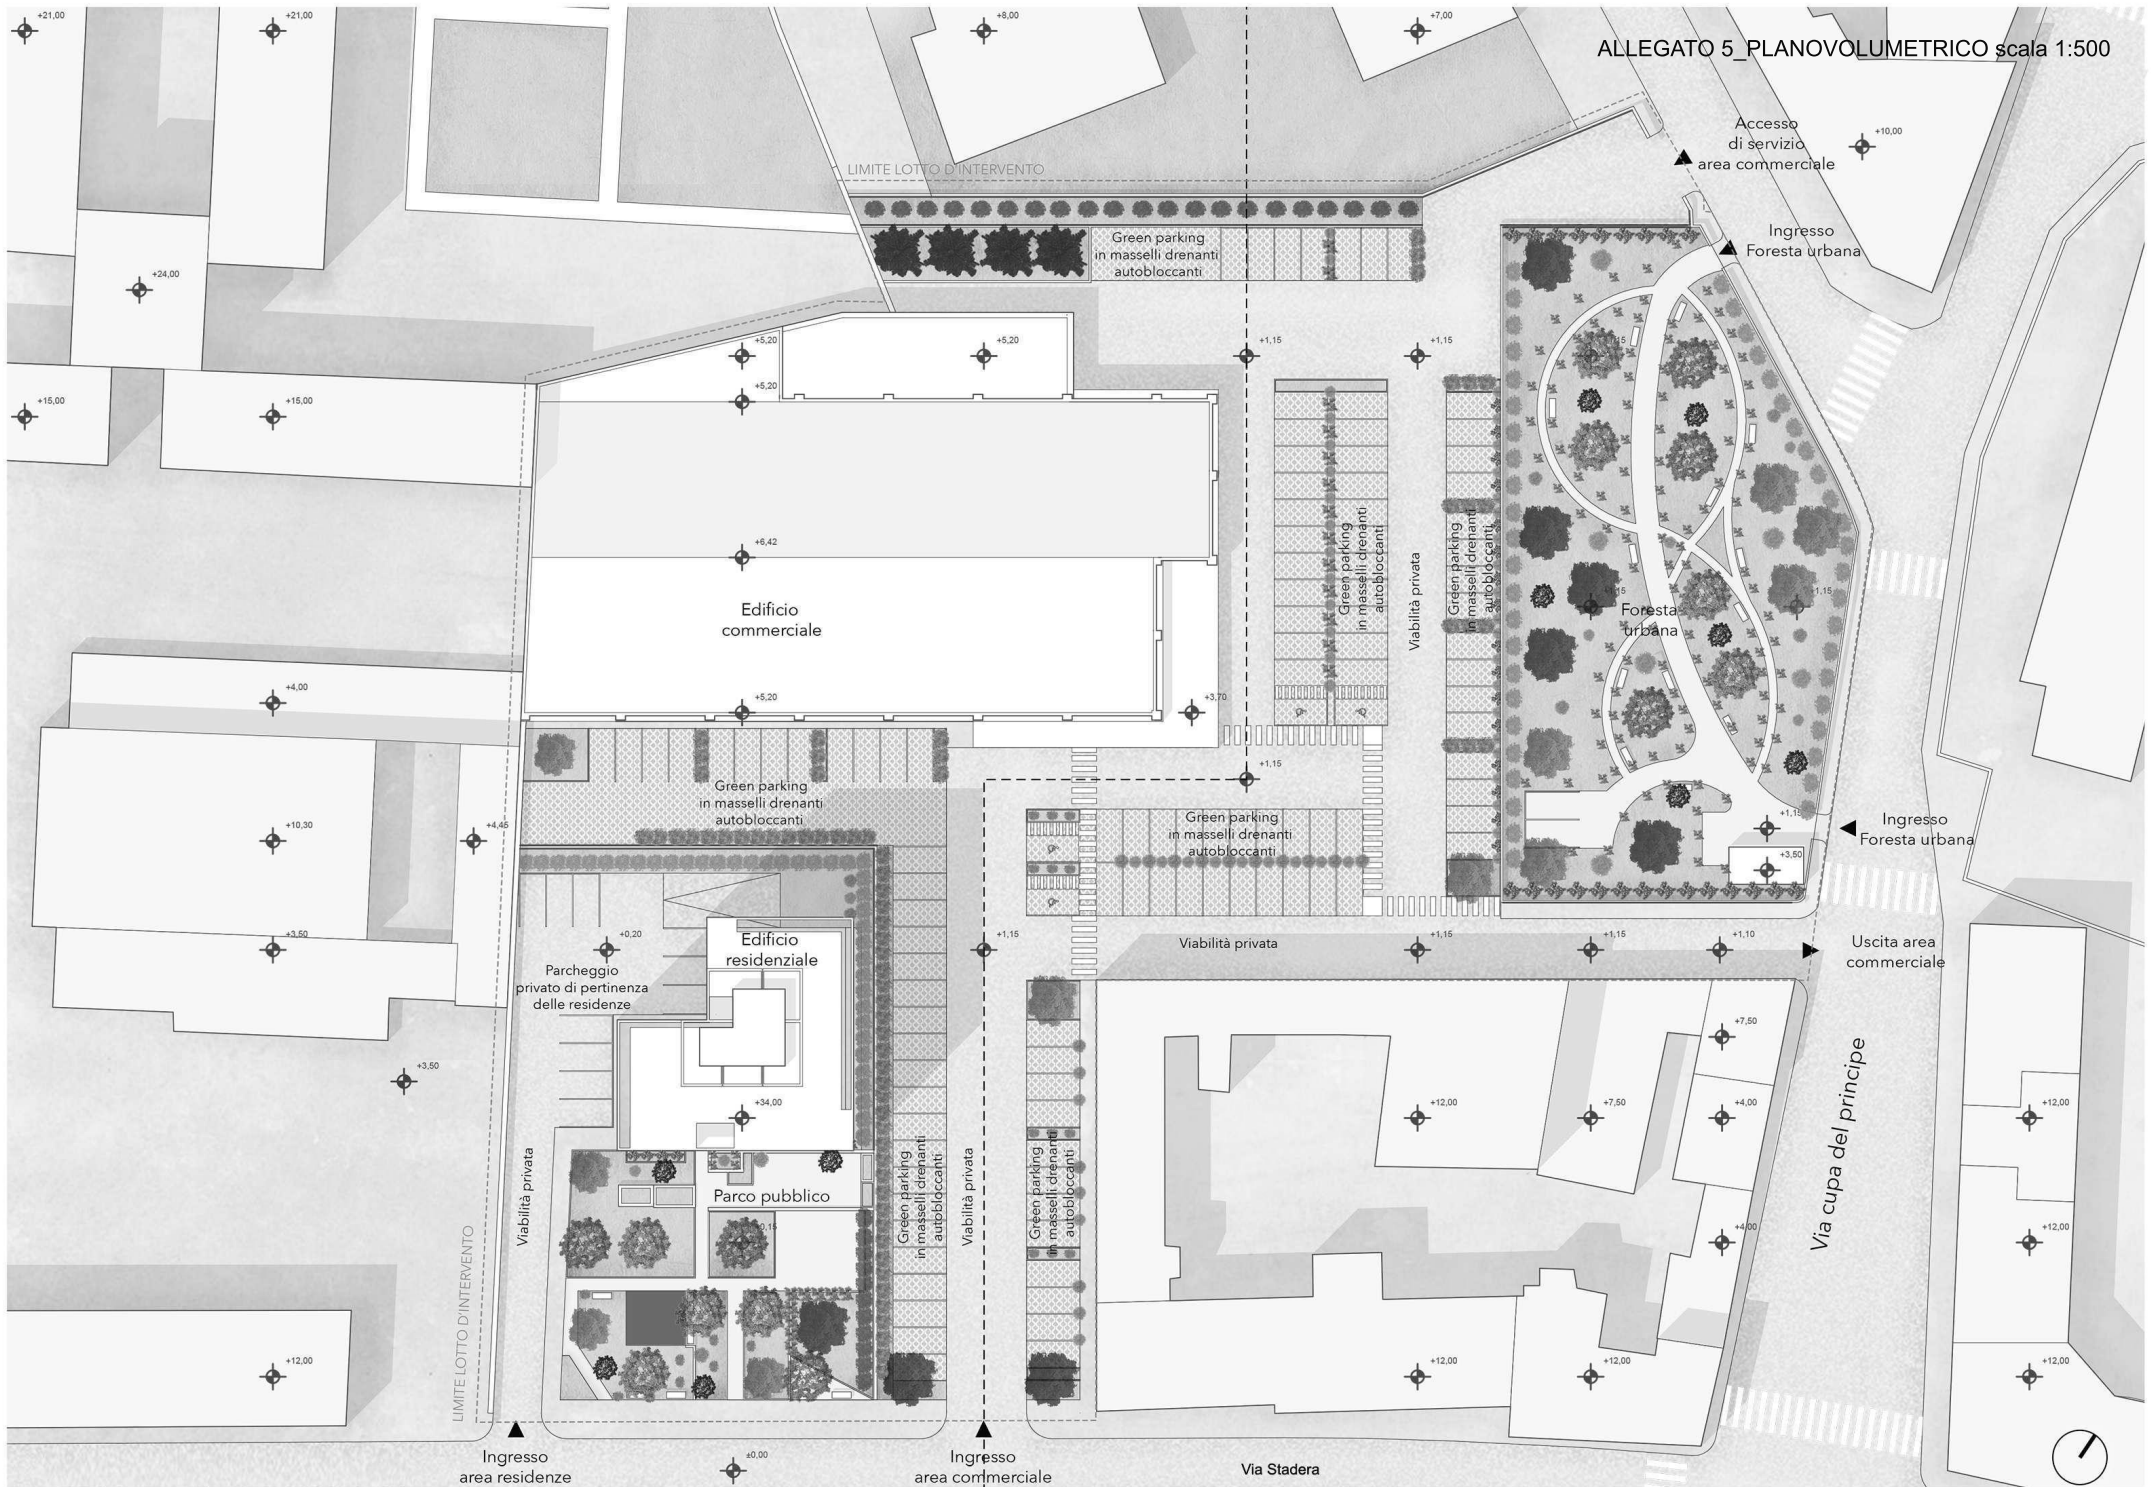 +21,00
+21,00
+8,00
+7,00
ALLEGATO 5_PLANOVOLUMETRICO scala 1:500
Accesso
di servizio
area commerciale
+10,00
LIMITE LOTTO D'INTERVENTO
Green parking
in masselli drenanti
autobloccanti
Ingresso
Foresta urbana
+24,00
+5,20
+5,20
+1,15
+1,15
+5,20
+15,00
+15,00
Green parking
in masselli drenanti
autobloccanti
Viabilità privata
Green parking
in masselli drenanti
autobloccanti
+6,42
Edificio
commerciale
Foresta
urbana
+1,15
+4,00
+5,20
+3,70
+1,15
Green parking
in masselli drenanti
autobloccanti
Green parking
in masselli drenanti
autobloccanti
+10,30
+4,45
+1,15
Ingresso
Foresta urbana
+3,50
+3,50
+0,20
Edificio
residenziale
+1,15
Viabilità privata
+1,15
+1,15
+1,10
Uscita area
commerciale
Parcheggio
privato di pertinenza
delle residenze
+3,50
+34,00
+7,50
+12,00
+7,50
+4,00
+12,00
Via cupa del principe
Viabilità privata
Parco pubblico
Green parking
in masselli drenanti
autobloccanti
Viabilità privata
Green parking
in masselli drenanti
autobloccanti
+4,00
+12,00
LIMITE LOTTO D'INTERVENTO
+12,00
+12,00
+12,00
+12,00
Ingresso
area residenze
±0,00
Ingresso
area commerciale
Via Stadera